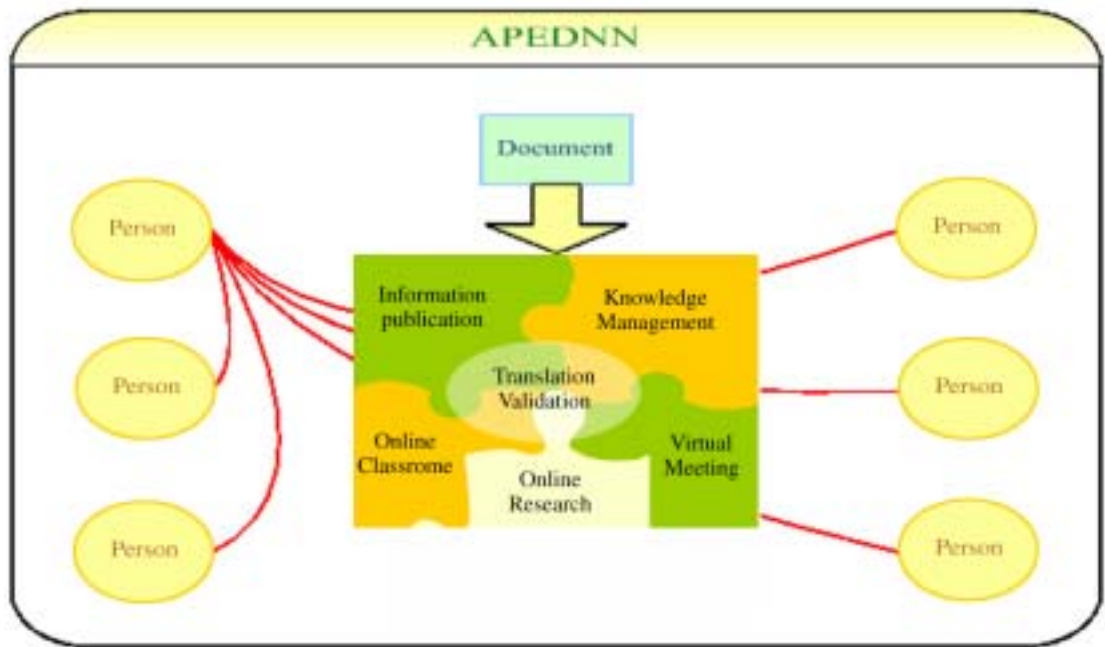 APEDNN
Document
Person
Person
Information
publication
Knowledge
Management
Translation
Validation
Person
Person
Online
Classrome
Virtual
Meeting
Online
Research
Person
Person